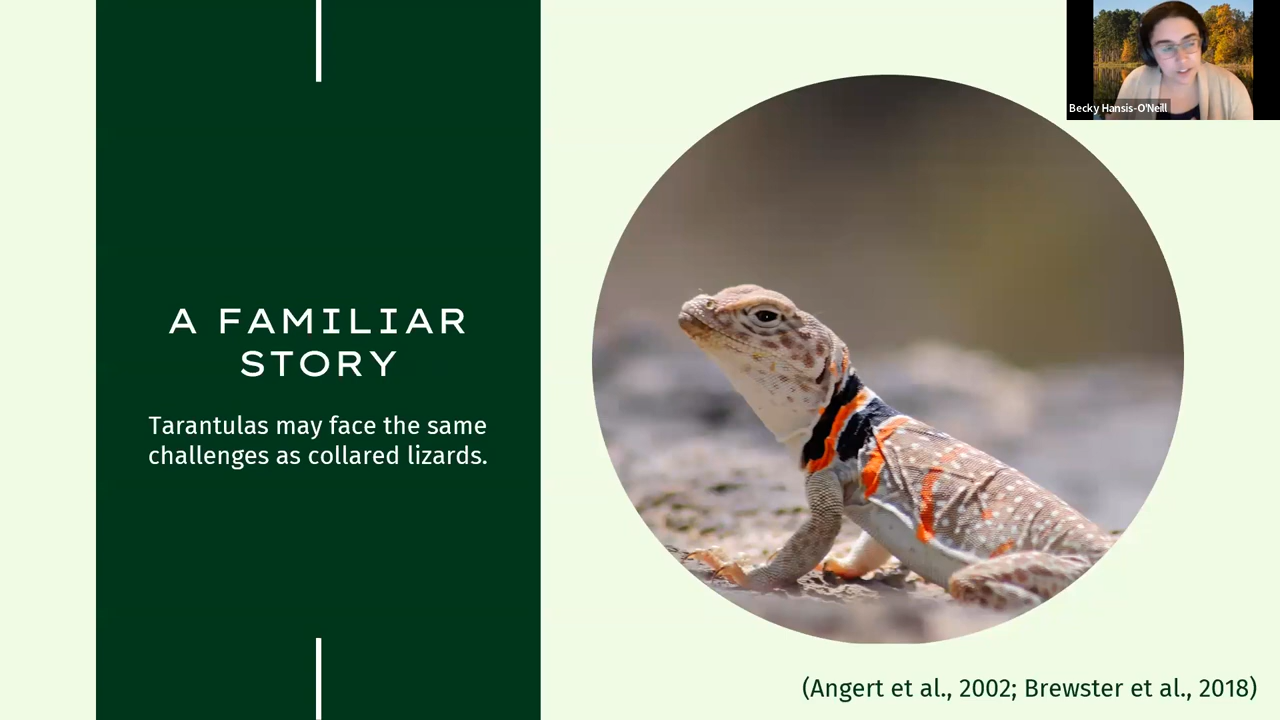 A FAMILIAR
STORY
Tarantulas may face the same
challenges as collared lizards.
Becky Hansis-O'Neill
(Angert et al., 2002; Brewster et al., 2018)